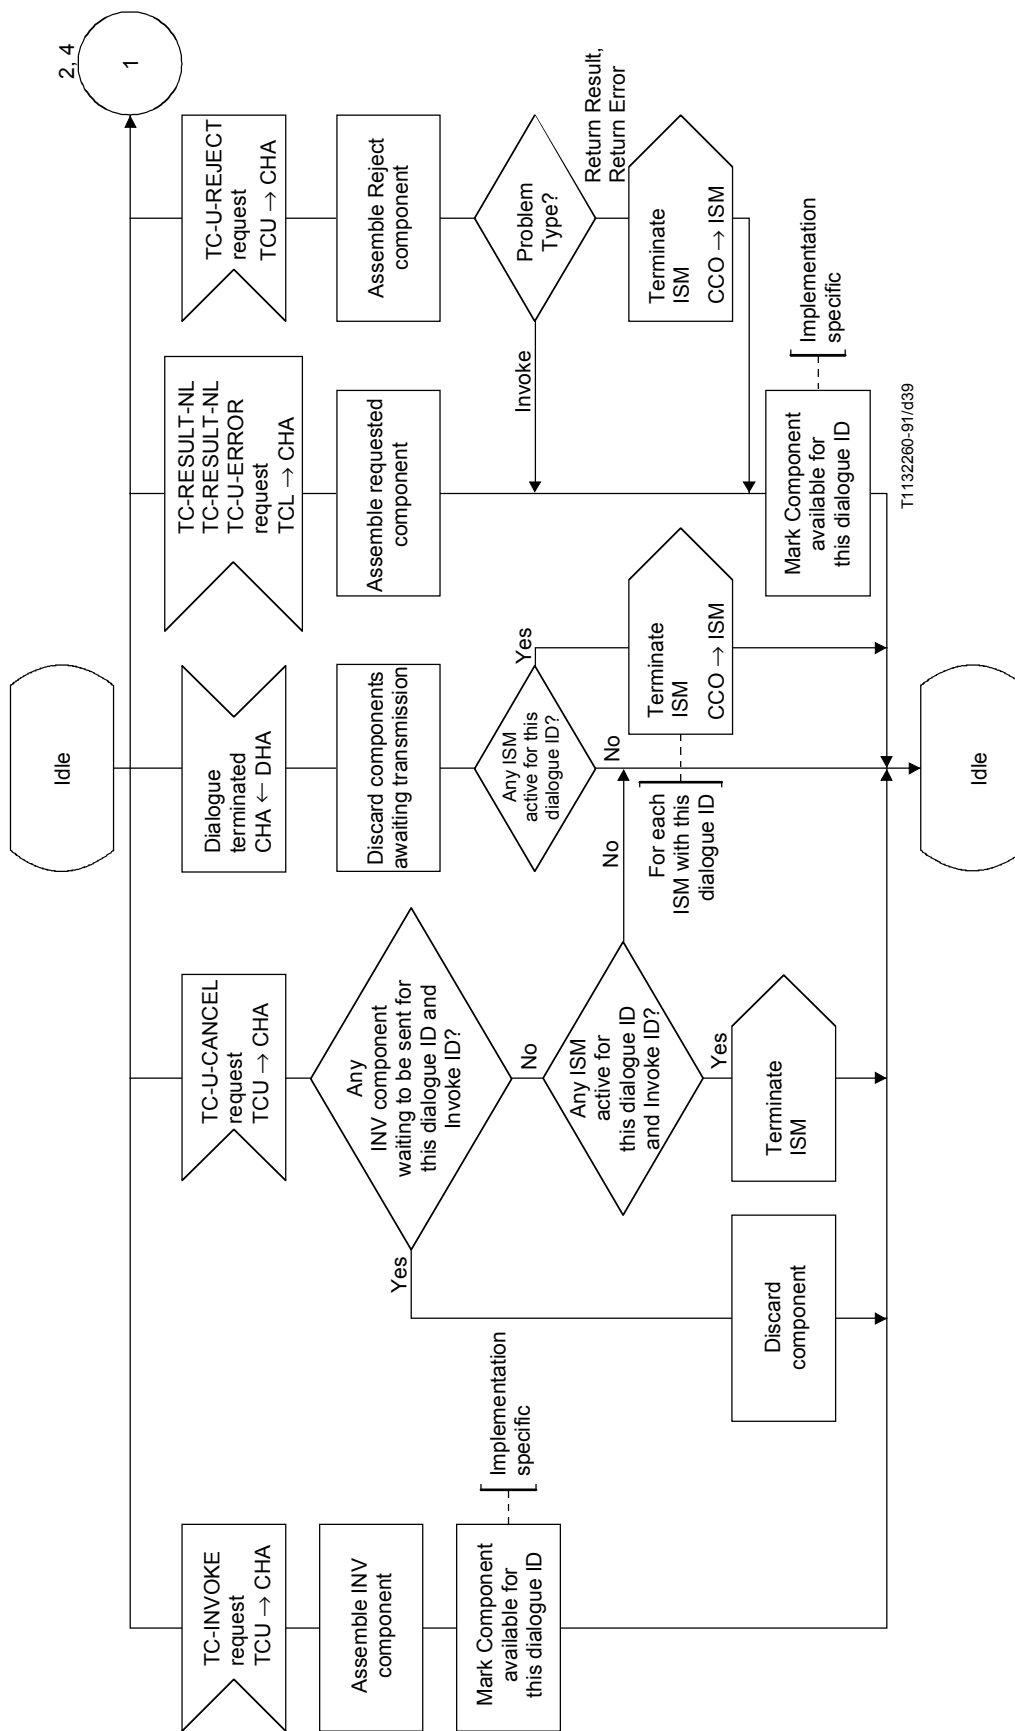 Idle
2, 4
1
TC-INVOKE
request
TCU → CHA
TC-U-CANCEL
request
TCU → CHA
Dialogue
terminated
CHA ← DHA
TC-RESULT-NL
TC-RESULT-NL
TC-U-ERROR
request
TCL → CHA
TC-U-REJECT
request
TCU → CHA
Assemble INV
component
Any
INV component
waiting to be sent for
this dialogue ID and
Invoke ID?
Discard components
awaiting transmission
Assemble requested
component
Assemble Reject
component
Mark Component
available for
this dialogue ID
Implementation
specific
Yes
No
Any ISM
active for this
dialogue ID?
Yes
No
Invoke
Problem
Type?
Return Result,
Return Error
Any ISM
active for
this dialogue ID
and Invoke ID?
No
Yes
For each
ISM with this
dialogue ID
Terminate
ISM
CCO → ISM
Terminate
ISM
CCO → ISM
Discard
component
Terminate
ISM
Mark Component
available for
this dialogue ID
Implementation
specific
Idle
T1132260-91/d39